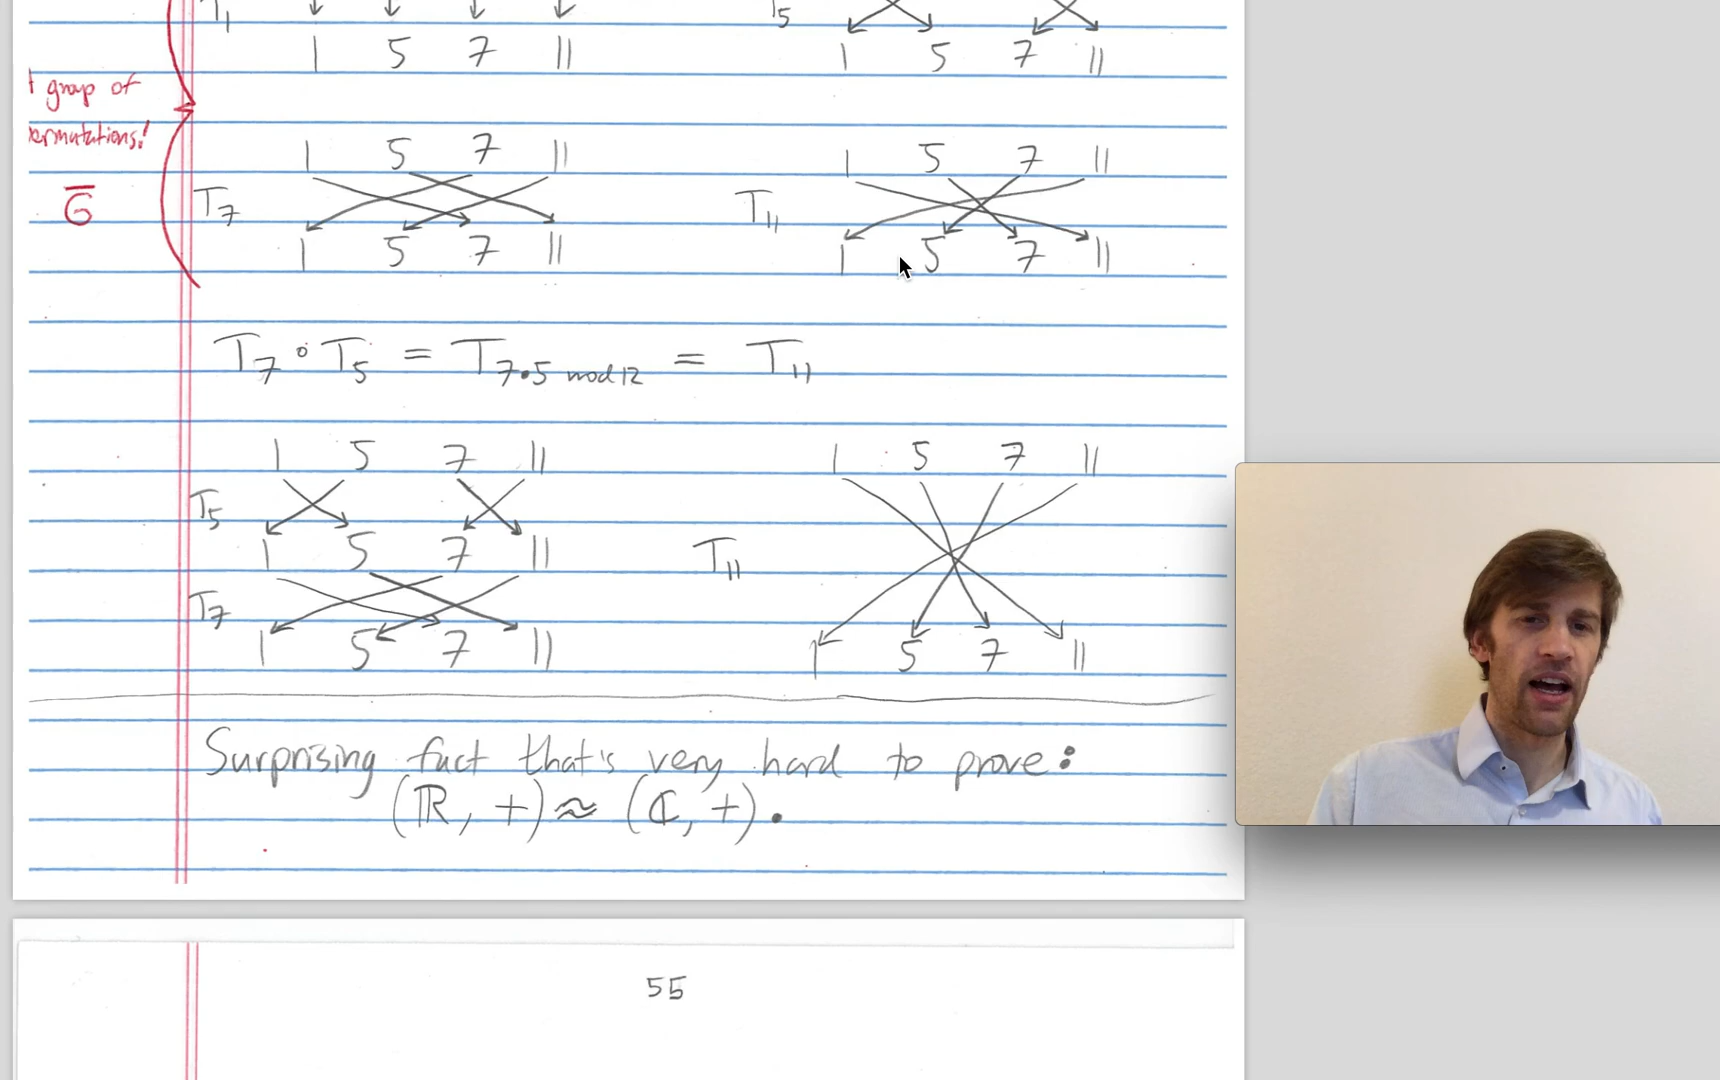 T₁ T₅
1 5 7 11 1 5 7 11
group of
permutations!
G̅
1 5 7 11 1 5 7 11
T₇ T₁₁
1 5 7 11 1 5 7 11
T₇ ∘ T₅ = T₇.₅ mod 12 = T₁₁
1 5 7 11 1 5 7 11
T₅
1 5 7 11 T₁₁
T₇
1 5 7 11 1 5 7 11
Surprising fact that's very hard to prove:
(ℝ, +) ≈ (ℂ, +).
55